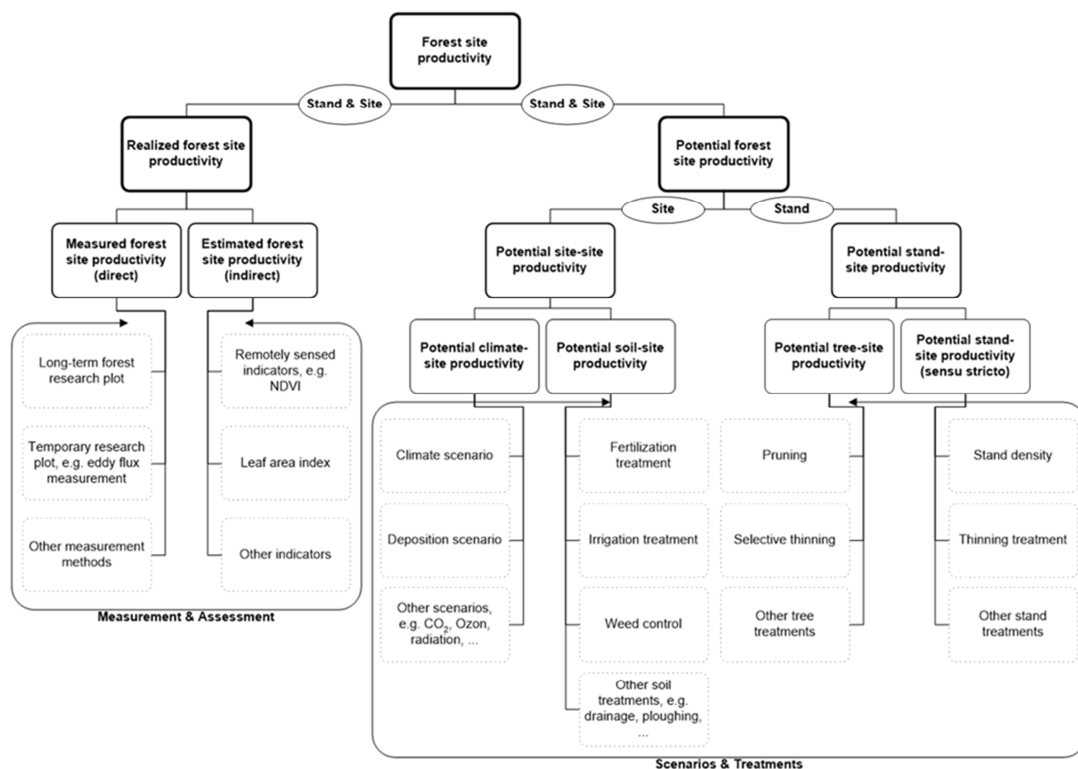 Forest site
productivity
Stand & Site
Stand & Site
Realized forest site
productivity
Potential forest
site productivity
Site
Stand
Measured forest
site productivity
(direct)
Estimated forest
site productivity
(indirect)
Potential site-site
productivity
Potential stand-
site productivity
Potential climate-
site productivity
Potential soil-site
productivity
Potential tree-site
productivity
Potential stand-
site productivity
(sensu stricto)
Long-term forest
research plot
Remotely sensed
indicators, e.g.
NDVI
Temporary research
plot, e.g. eddy flux
measurement
Leaf area index
Other measurement
methods
Other indicators
Measurement & Assessment
Climate scenario
Fertilization
treatment
Pruning
Stand density
Deposition scenario
Irrigation treatment
Selective thinning
Thinning treatment
Other scenarios,
e.g. CO₂, Ozon,
radiation, ...
Weed control
Other tree
treatments
Other stand
treatments
Other soil
treatments, e.g.
drainage, ploughing,
...
Scenarios & Treatments